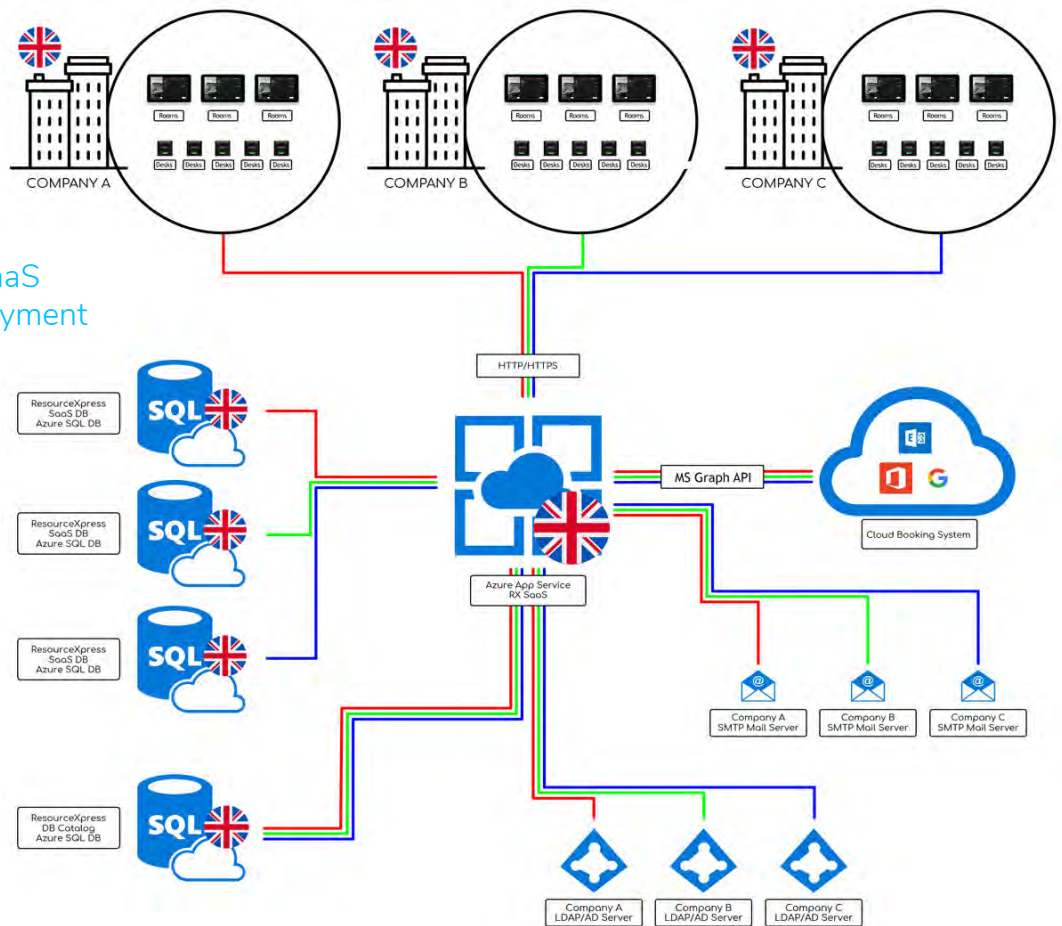 Rooms
Rooms
Rooms
Desks
Desks
Desks
Desks
Desks
COMPANY A
Rooms
Rooms
Rooms
Desks
Desks
Desks
Desks
Desks
COMPANY B
Rooms
Rooms
Rooms
Desks
Desks
Desks
Desks
Desks
COMPANY C
aaS
yment
HTTP/HTTPS
ResourceXpress
SaaS DB
Azure SQL DB
SQL
ResourceXpress
SaaS DB
Azure SQL DB
SQL
ResourceXpress
SaaS DB
Azure SQL DB
SQL
MS Graph API
E
G
Cloud Booking System
Azure App Service
RX SaaS
@
@
@
Company A
SMTP Mail Server
Company B
SMTP Mail Server
Company C
SMTP Mail Server
ResourceXpress
DB Catalog
Azure SQL DB
SQL
Company A
LDAP/AD Server
Company B
LDAP/AD Server
Company C
LDAP/AD Server